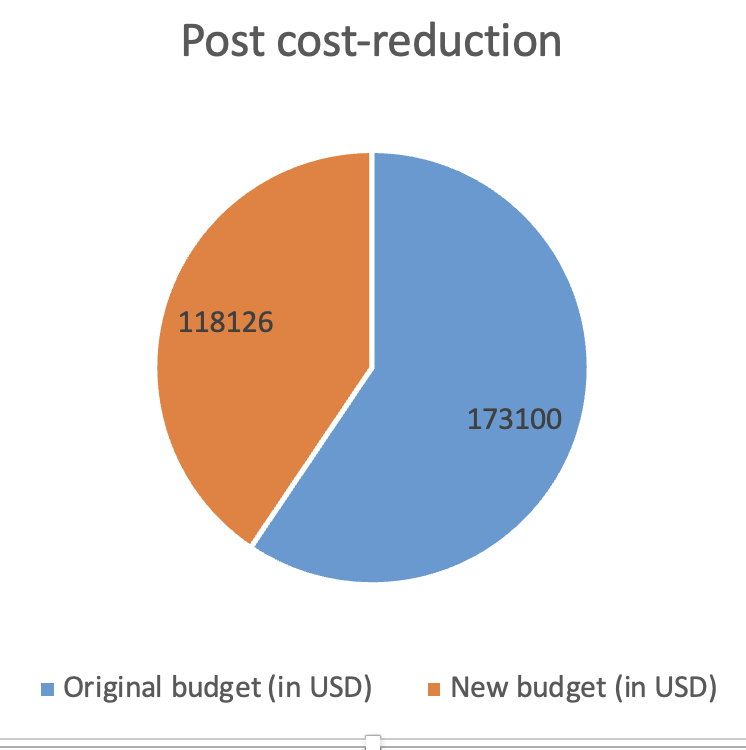 Post cost-reduction
118126
173100
Original budget (in USD) New budget (in USD)